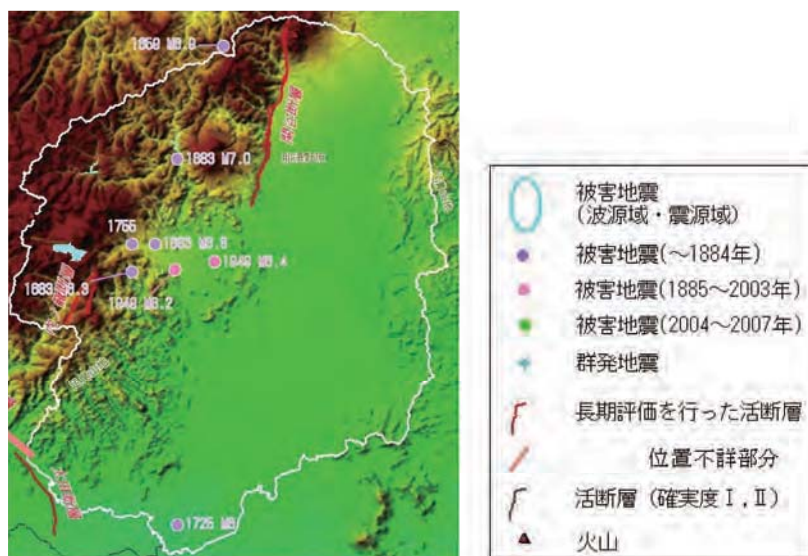 1659 M6.9
1683 M7.0
1755
1683 M6.8
1949 M6.4
1683 M6.3
1949 M6.2
1725 M6
被害地震
(波源域・震源域)
被害地震(～1884年)
被害地震(1885～2003年)
被害地震(2004～2007年)
群発地震
長期評価を行った活断層
位置不詳部分
活断層（確実度Ⅰ,Ⅱ）
火山